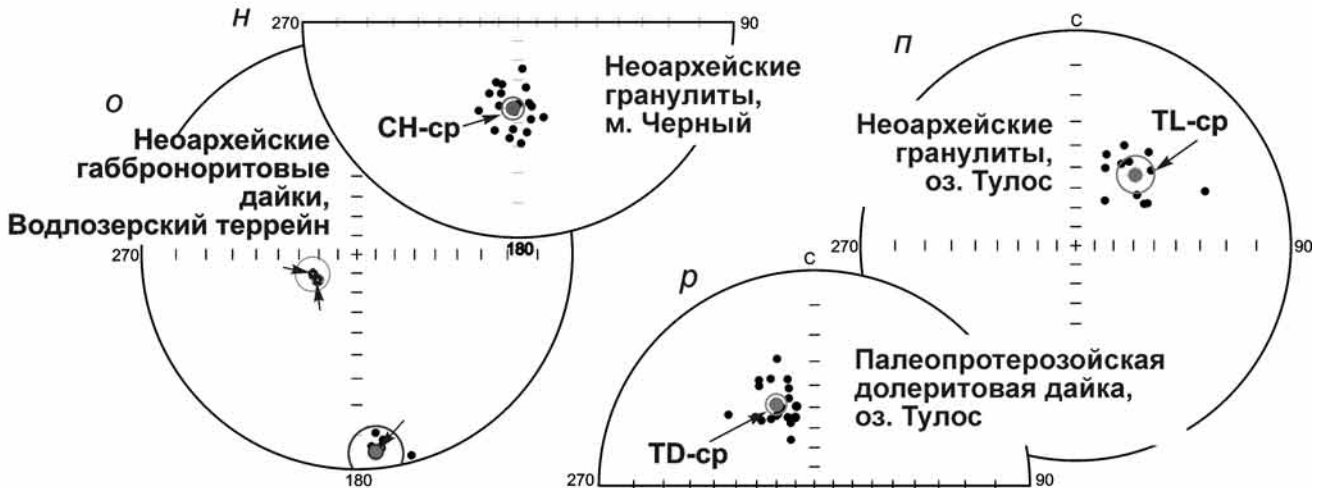 н
270
90
Неоархейские
гранулиты,
м. Черный
СН-ср
180
о
Неоархейские
габброноритовые
дайки,
Водлозерский террейн
270
180
п
С
Неоархейские
гранулиты,
оз. Тулос
TL-ср
270
90
р
С
Палеопротерозойская
долеритовая дайка,
оз. Тулос
TD-ср
270
90